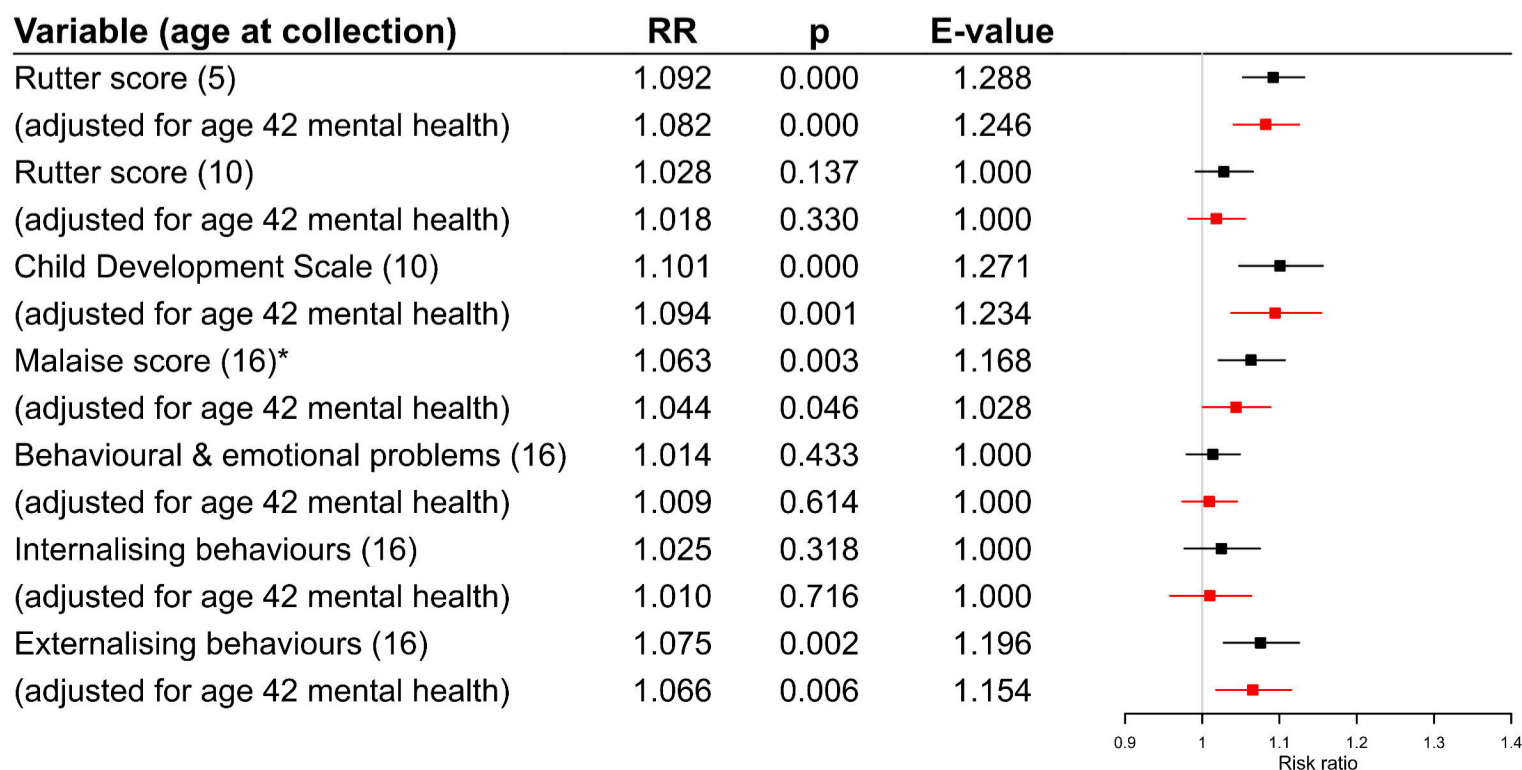 Variable (age at collection) RR p E-value
Rutter score (5) 1.092 0.000 1.288
(adjusted for age 42 mental health) 1.082 0.000 1.246
Rutter score (10) 1.028 0.137 1.000
(adjusted for age 42 mental health) 1.018 0.330 1.000
Child Development Scale (10) 1.101 0.000 1.271
(adjusted for age 42 mental health) 1.094 0.001 1.234
Malaise score (16)* 1.063 0.003 1.168
(adjusted for age 42 mental health) 1.044 0.046 1.028
Behavioural & emotional problems (16) 1.014 0.433 1.000
(adjusted for age 42 mental health) 1.009 0.614 1.000
Internalising behaviours (16) 1.025 0.318 1.000
(adjusted for age 42 mental health) 1.010 0.716 1.000
Externalising behaviours (16) 1.075 0.002 1.196
(adjusted for age 42 mental health) 1.066 0.006 1.154
0.9 1 1.1 1.2 1.3 1.4
Risk ratio